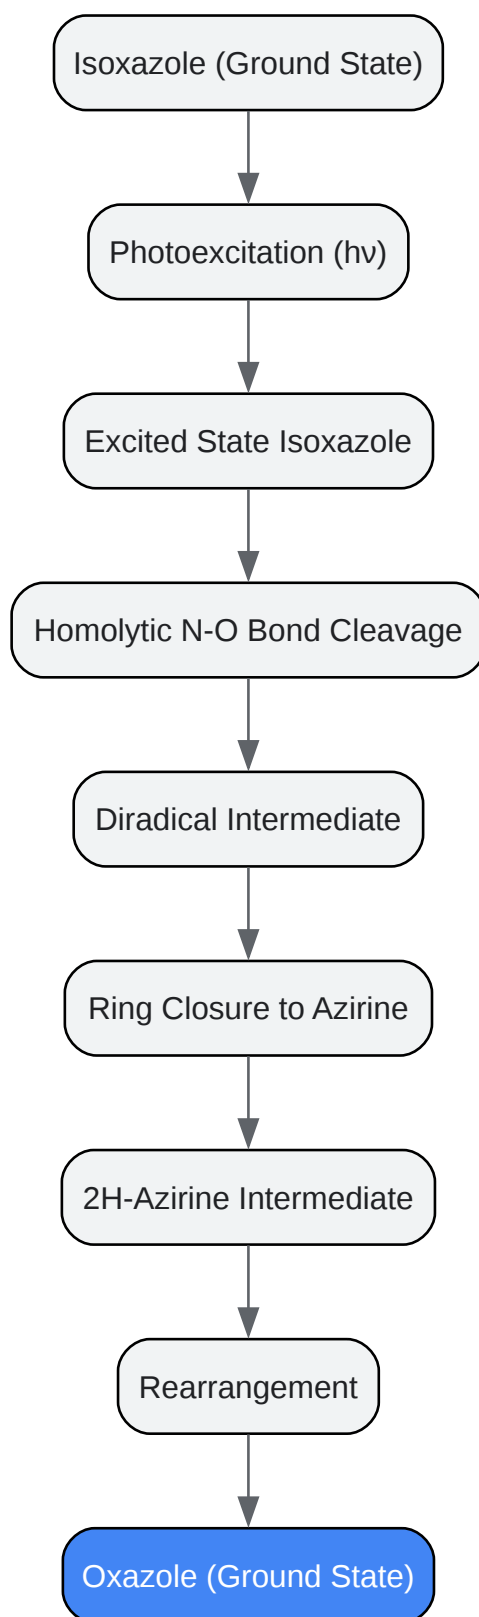 Isoxazole (Ground State)
Photoexcitation (hν)
Excited State Isoxazole
Homolytic N-O Bond Cleavage
Diradical Intermediate
Ring Closure to Azirine
2H-Azirine Intermediate
Rearrangement
Oxazole (Ground State)